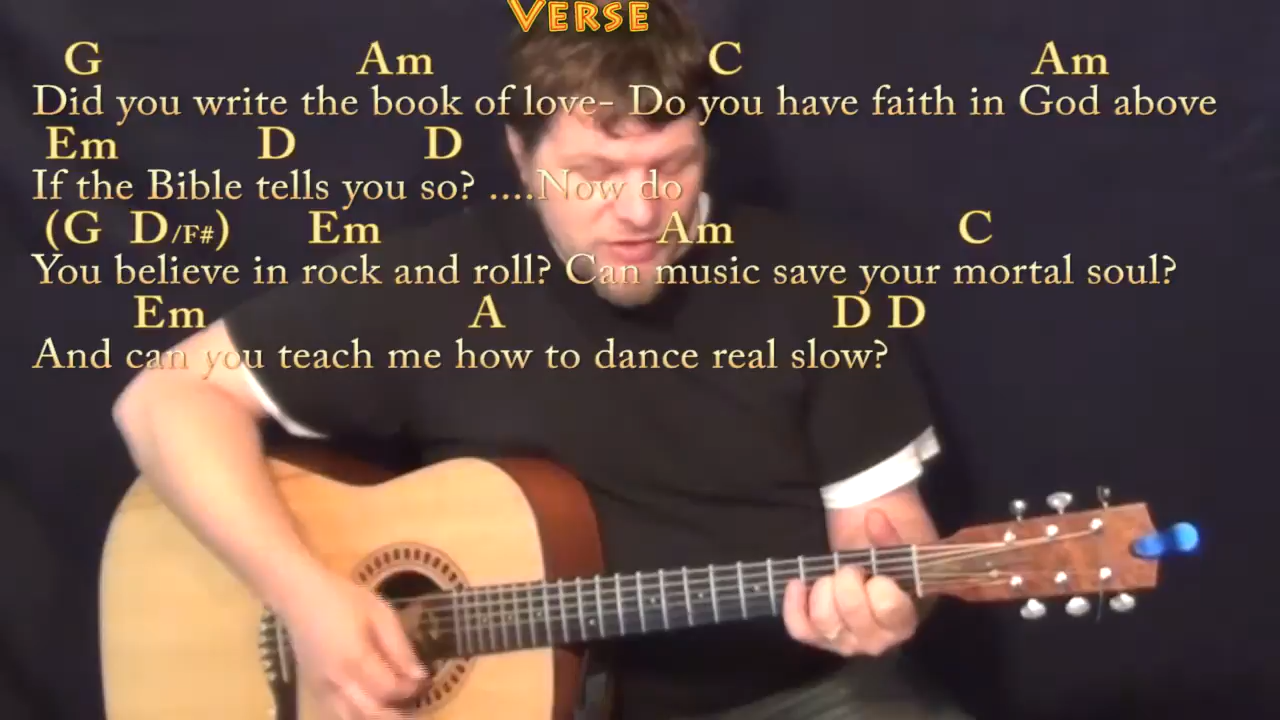 VERSE
G Am C Am
Did you write the book of love- Do you have faith in God above
Em D D
If the Bible tells you so? ....Now do
(G D/F#) Em Am C
You believe in rock and roll? Can music save your mortal soul?
Em A D D
And can you teach me how to dance real slow?